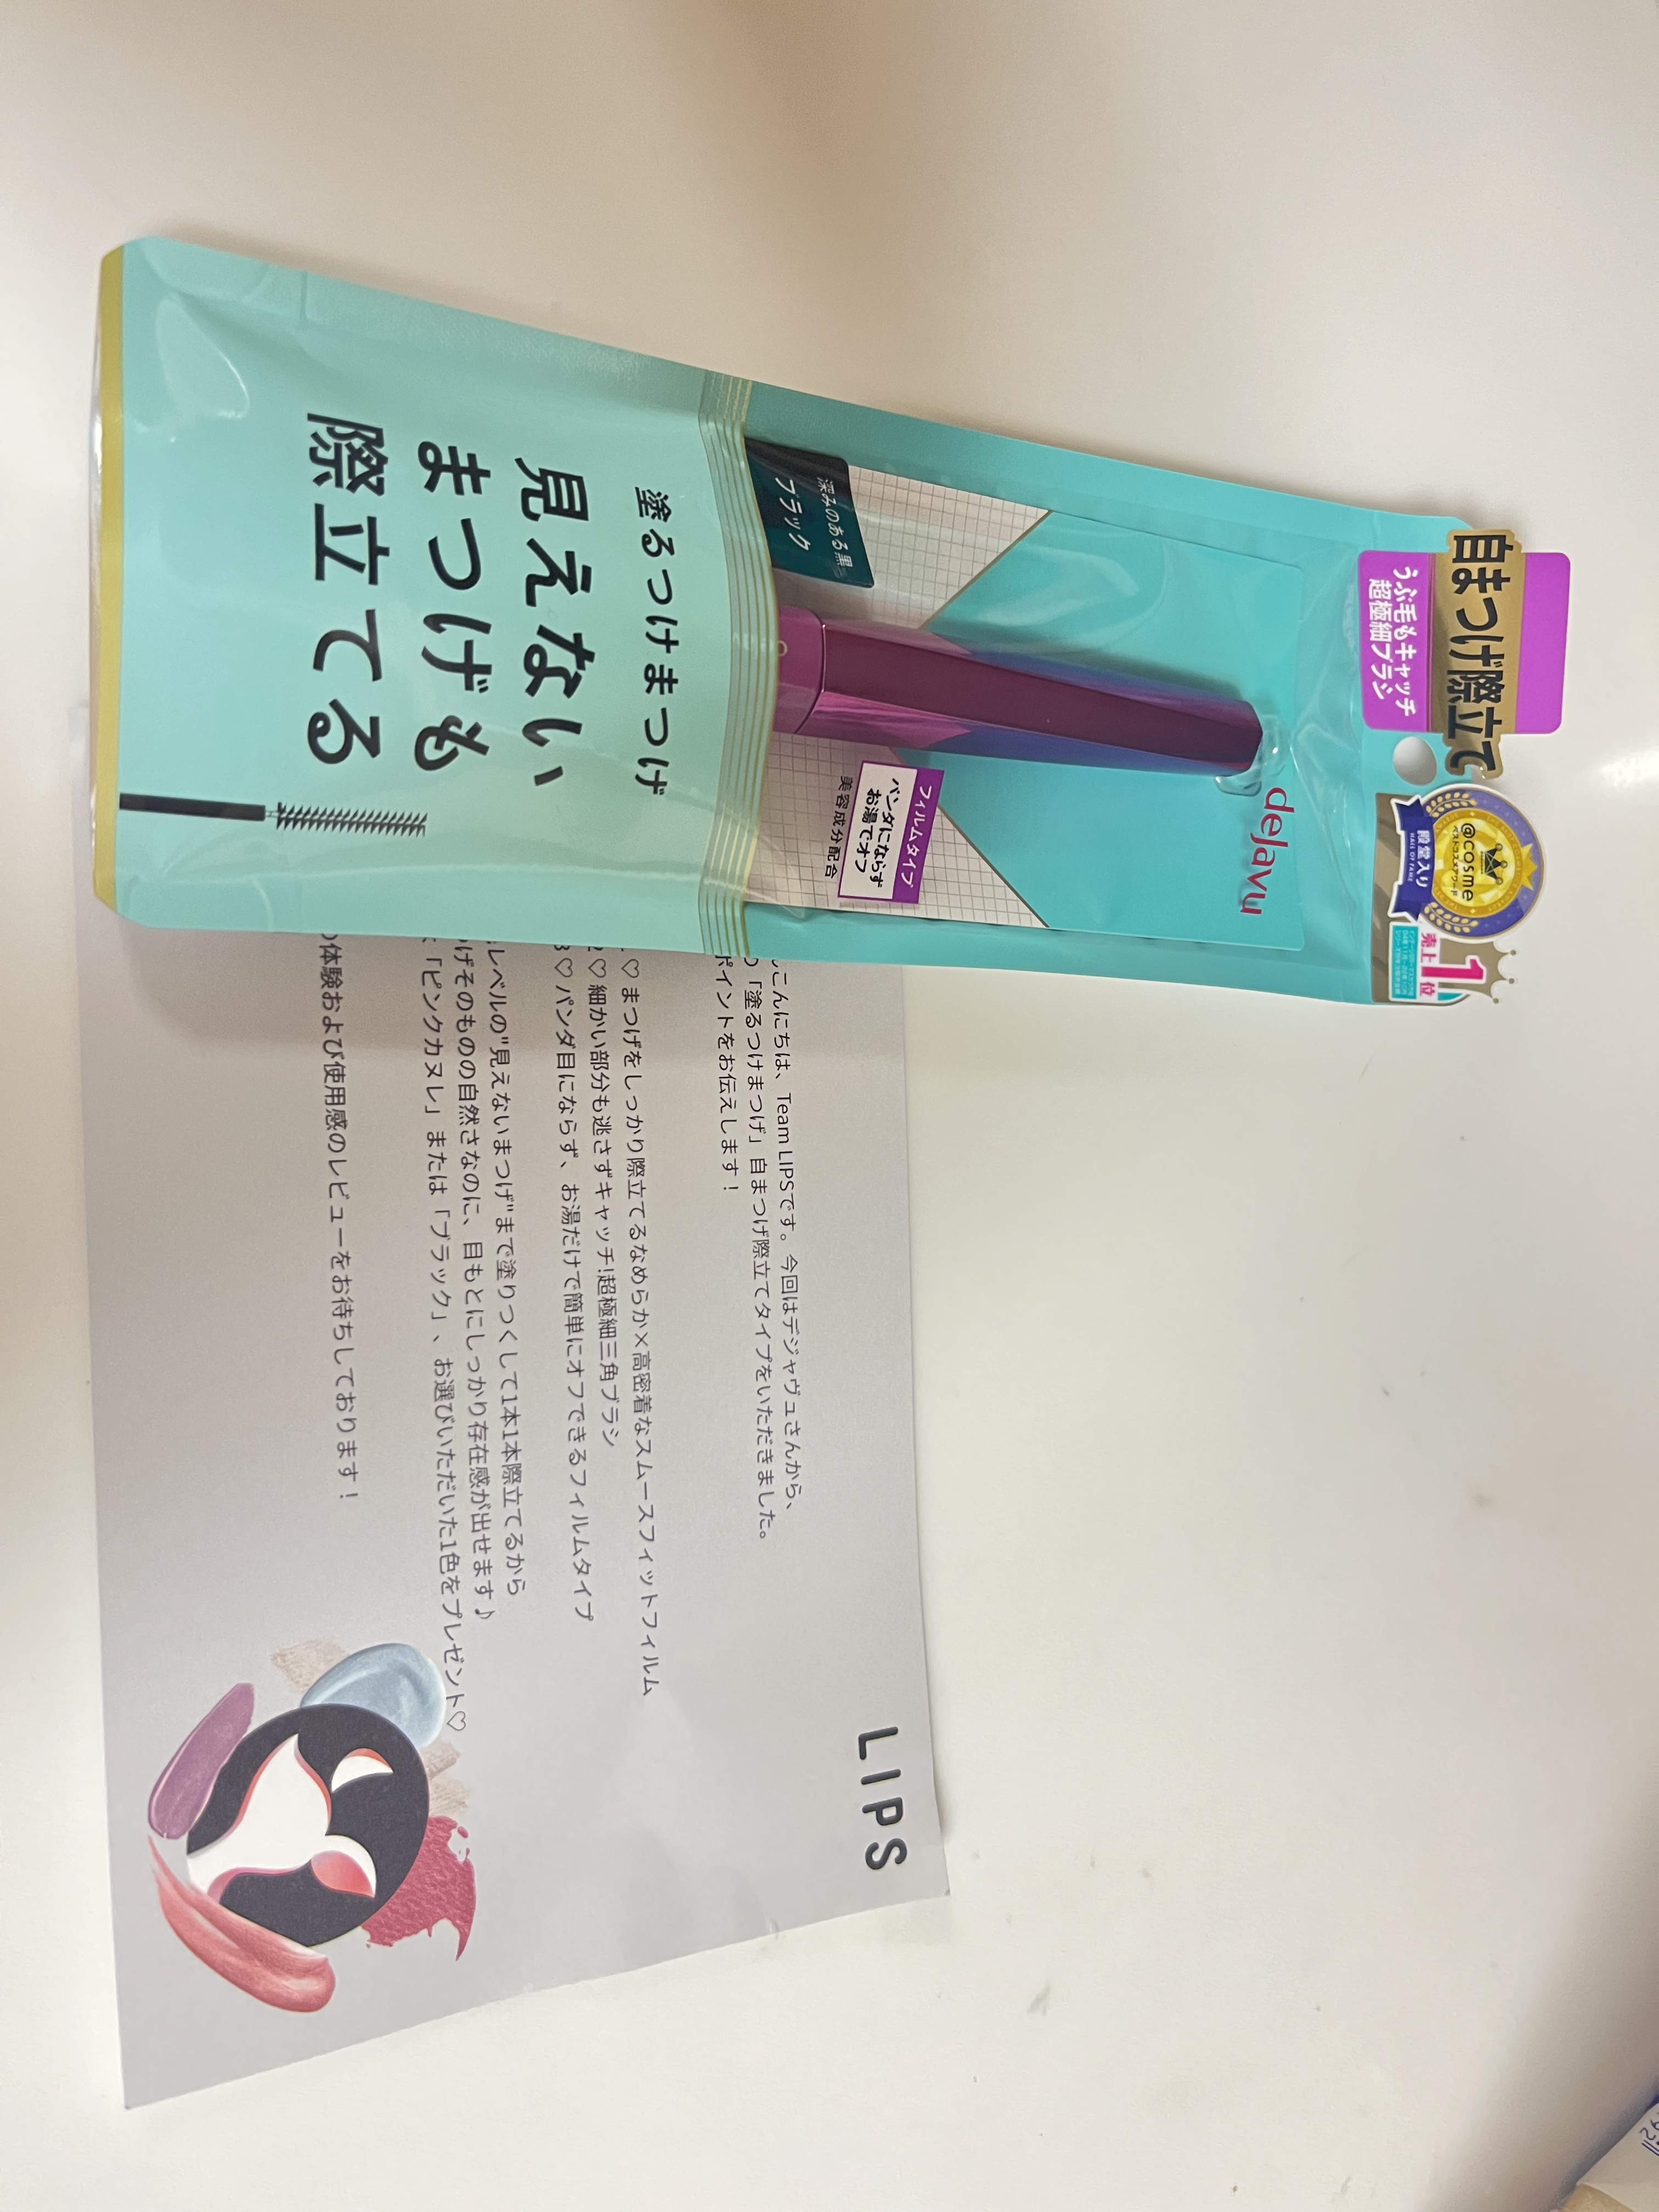 自まつげ際立て
うぶ毛もキャッチ
超極細ブラシ
@cosme
ベストコスメアワード
殿堂入り
HALL OF FAME
売上
1位
dejavu
深みのある黒
ブラック
フィルムタイプ
パンダにならず
お湯でオフ
美容成分配合
塗るつけまつげ
見えない
まつげも
際立てる
LIPS
こんにちは、Team LIPSです。今回はデジャヴュさんから、
「塗るつけまつげ」自まつげ際立てタイプをいただきました。
ポイントをお伝えします!
♡ まつげをしっかり際立てるなめらか×高密着なスムースフィットフィルム
♡ 細かい部分も逃さずキャッチ!超極細三角ブラシ
3♡ パンダ目にならず、お湯だけで簡単にオフできるフィルムタイプ
レベルの"見えないまつげ"まで塗りつくして1本1本際立てるから
げそのものの自然さなのに、目もとにしっかり存在感が出せます♪
「ピンクカヌレ」または「ブラック」、お選びいただいた1色をプレゼント♡
体験および使用感のレビューをお待ちしております!